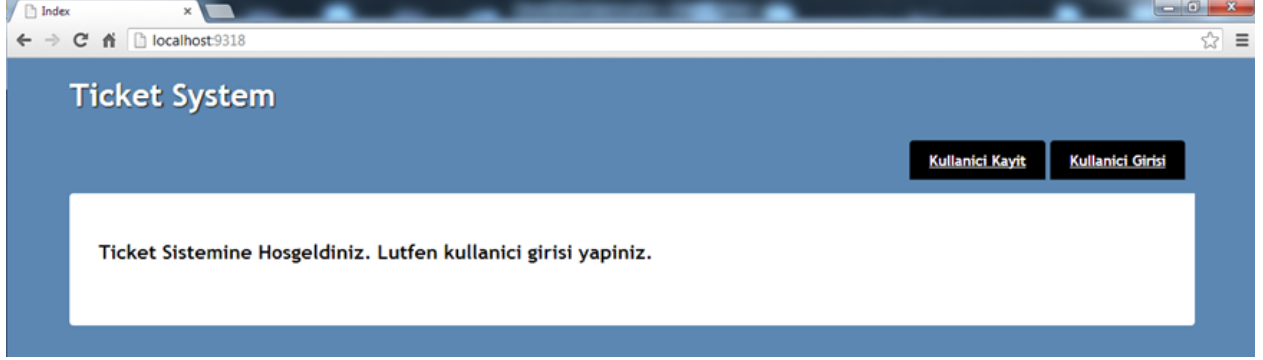 Index
localhost:9318
Ticket System
Kullanici Kayit Kullanici Girisi
Ticket Sistemine Hosgeldiniz. Lutfen kullanici girisi yapiniz.